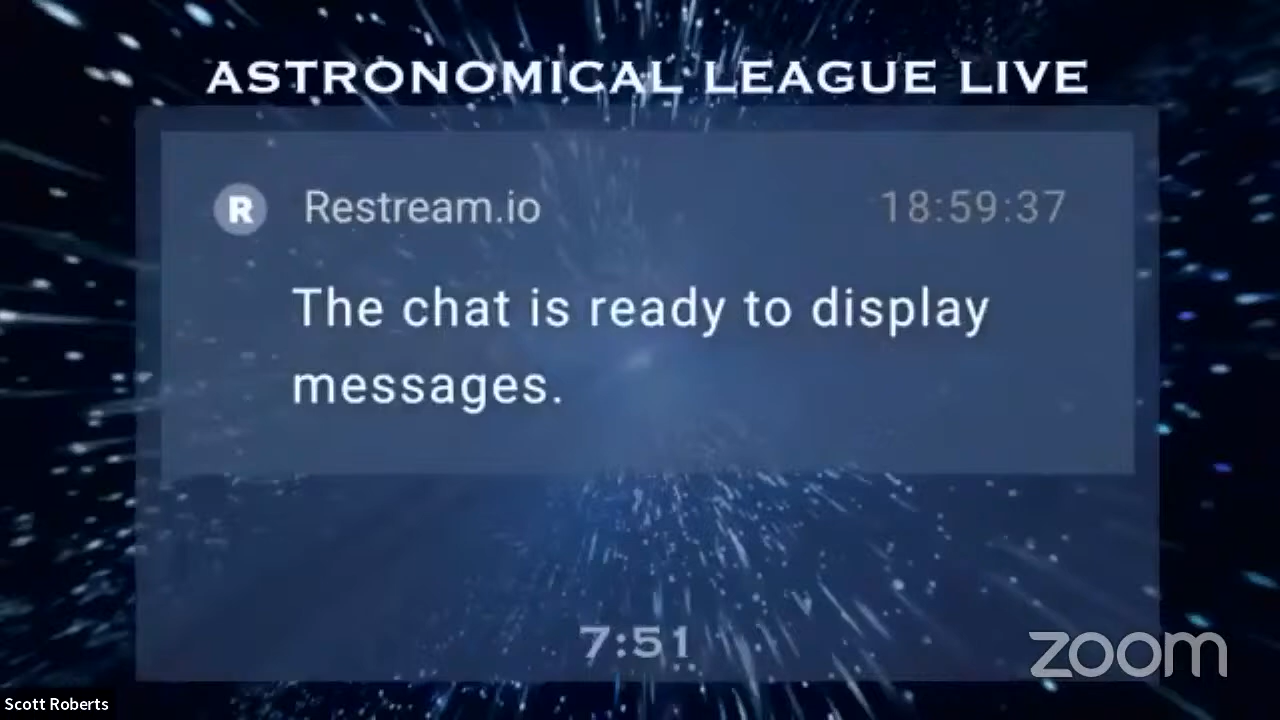 ASTRONOMICAL LEAGUE LIVE
R Restream.io 18:59:37
The chat is ready to display
messages.
7:51
zoom
Scott Roberts